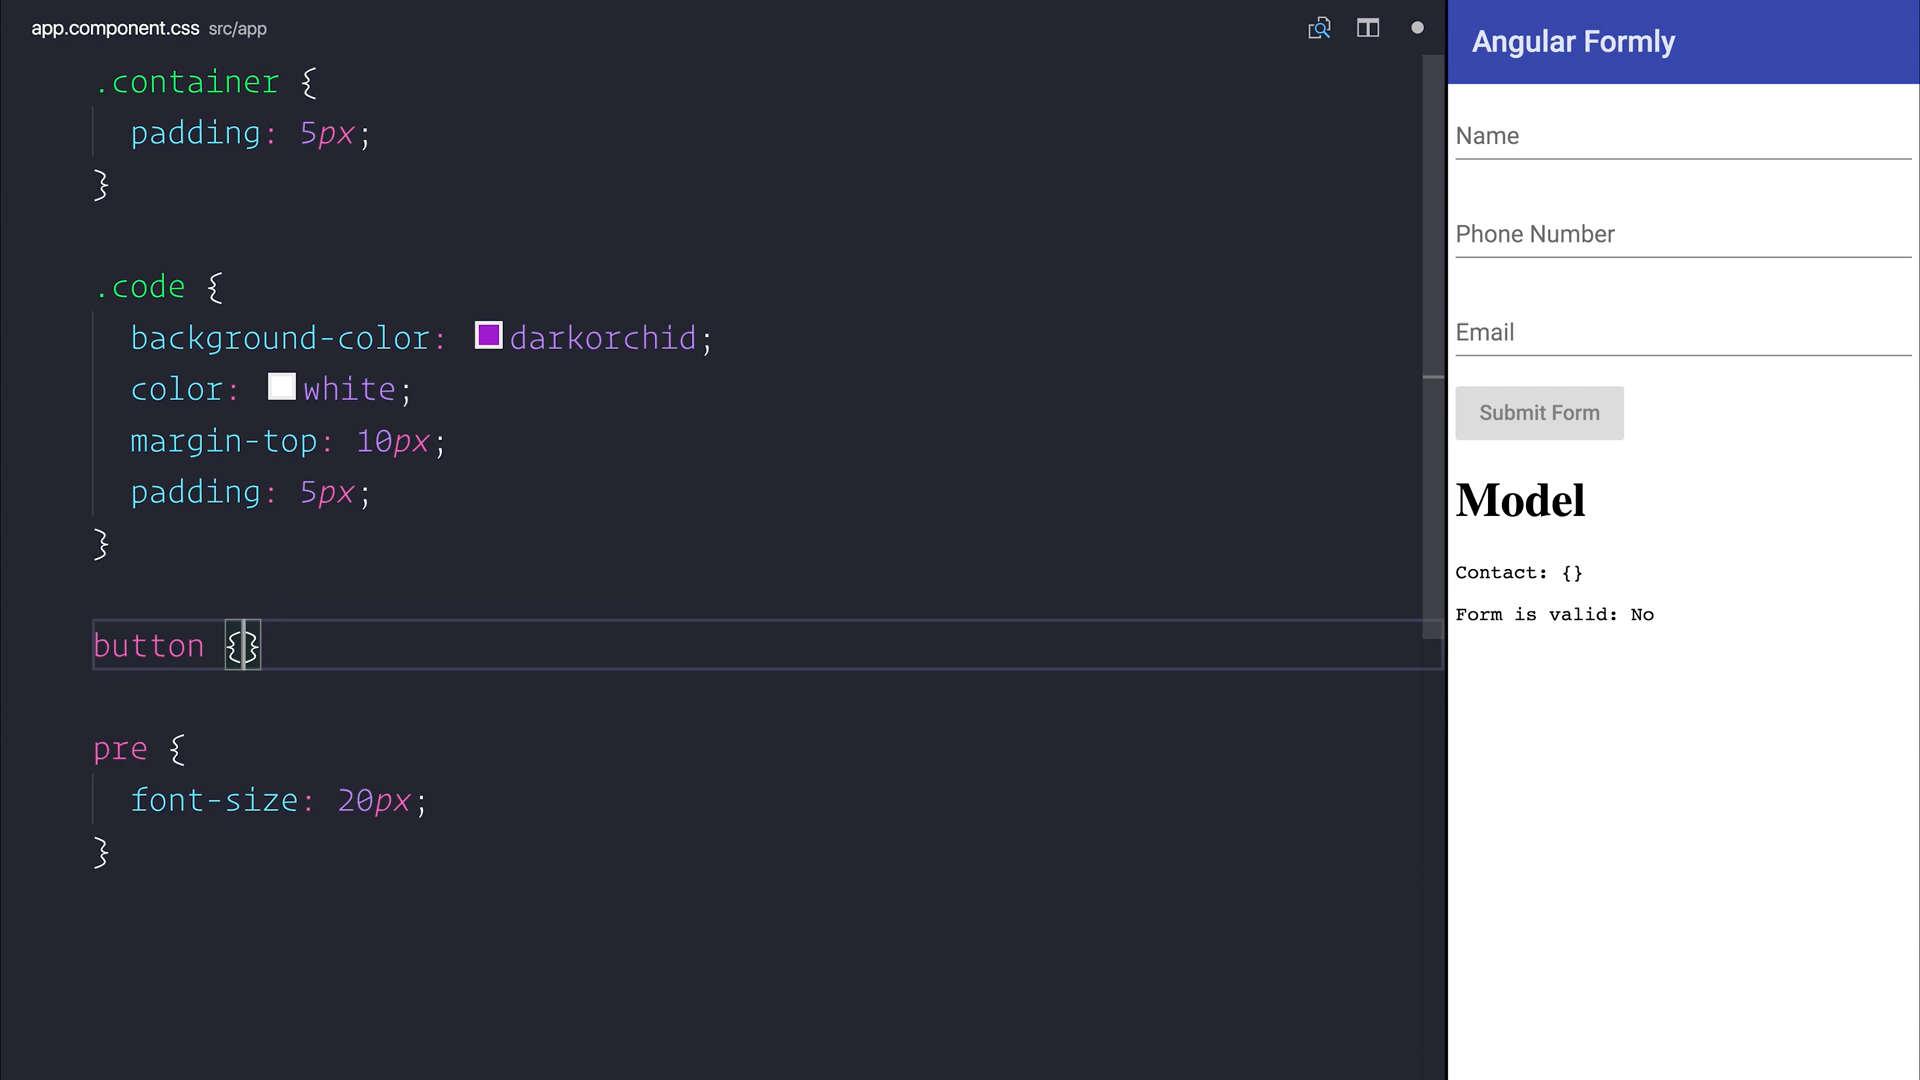 app.component.css src/app
.container {
padding: 5px;
}
.code {
background-color: darkorchid;
color: white;
margin-top: 10px;
padding: 5px;
}
button {}
pre {
font-size: 20px;
}
Angular Formly
Name
Phone Number
Email
Submit Form
Model
Contact: {}
Form is valid: No